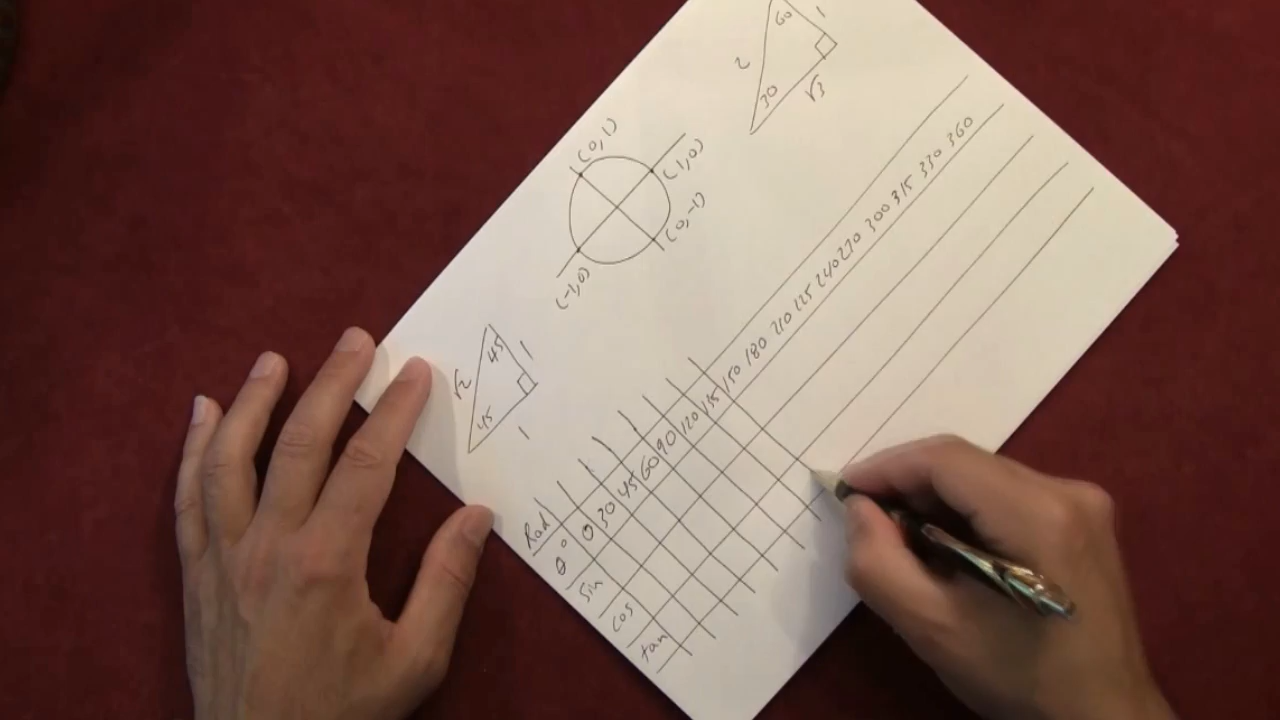 45
45
√2
1
1
(0,1)
(1,0)
(0,-1)
(-1,0)
60
30
2
1
√3
Rad
θ° 0 30 45 60 90 120 135 150 180 210 225 240 270 300 315 330 360
Sin
cos
tan